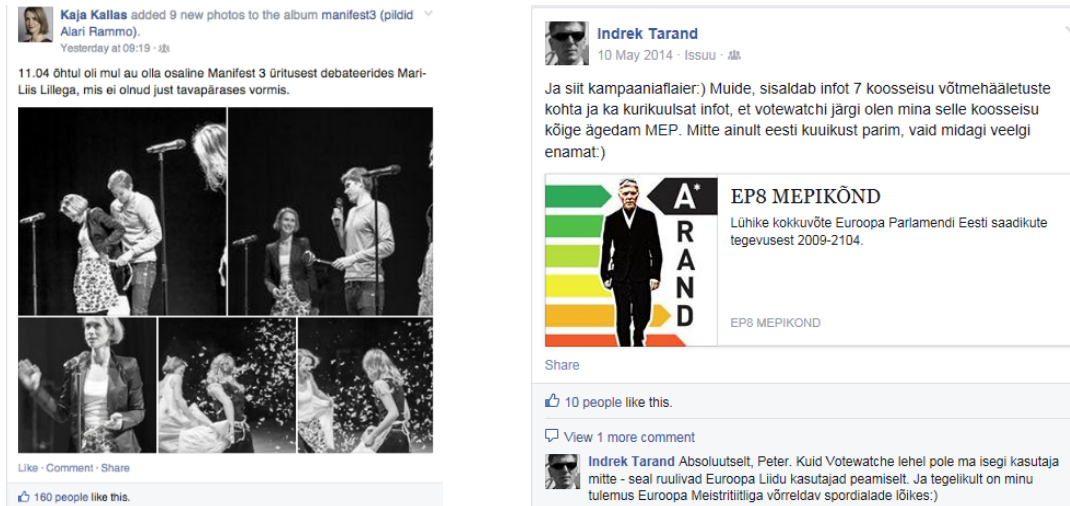 Kaja Kallas added 9 new photos to the album manifest3 (pildid
Alari Rammo).
Yesterday at 09:19 ·
11.04 õhtul oli mul au olla osaline Manifest 3 üritusest debateerides Mari-
Liis Lillega, mis ei olnud just tavapärases vormis.
Like · Comment · Share
160 people like this.
Indrek Tarand
10 May 2014 · Issuu ·
Ja siit kampaaniaflaier:) Muide, sisaldab infot 7 koosseisu võtmehääletuste
kohta ja ka kurikuulsat infot, et votewatchi järgi olen mina selle koosseisu
kõige ägedam MEP. Mitte ainult eesti kuuikust parim, vaid midagi veelgi
enamat:)
A*
R
A
N
D
EP8 MEPIKÕND
Lühike kokkuvõte Euroopa Parlamendi Eesti saadikute
tegevusest 2009-2104.
EP8 MEPIKOND
Share
10 people like this.
View 1 more comment
Indrek Tarand Absoluutselt, Peter. Kuid Votewatche lehel pole ma isegi kasutaja
mitte - seal ruulivad Euroopa Liidu kasutajad peamiselt. Ja tegelikult on minu
tulemus Euroopa Meistritiitliga võrreldav spordialade lõikes:)